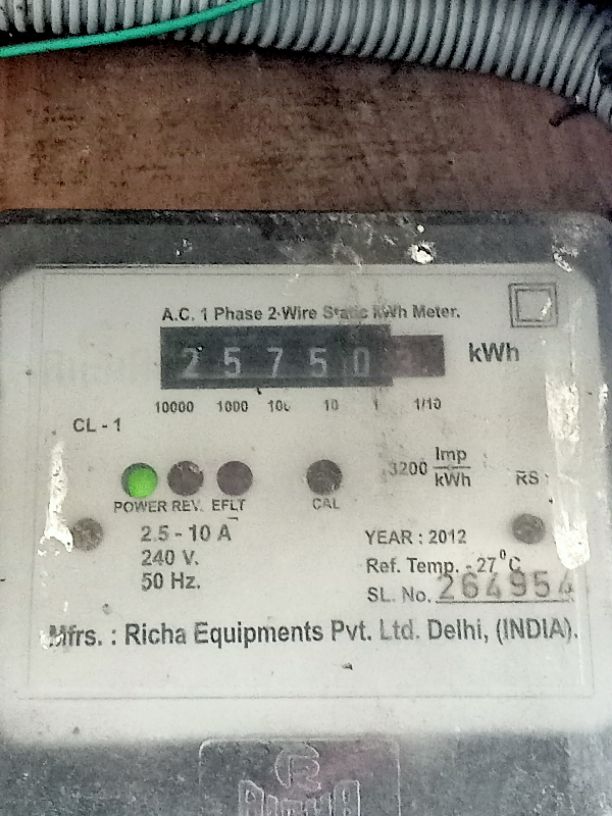 A.C. 1 Phase 2-Wire Static kWh Meter.
2 5 7 5 0 kWh
10000 1000 100 10 1 1/10
CL - 1
3200 Imp/kWh
RS
POWER REV. EFLT CAL
2.5 - 10 A
240 V.
50 Hz.
YEAR : 2012
Ref. Temp. - 27°C
SL. No. 264954
Mfrs. : Richa Equipments Pvt. Ltd. Delhi, (INDIA).